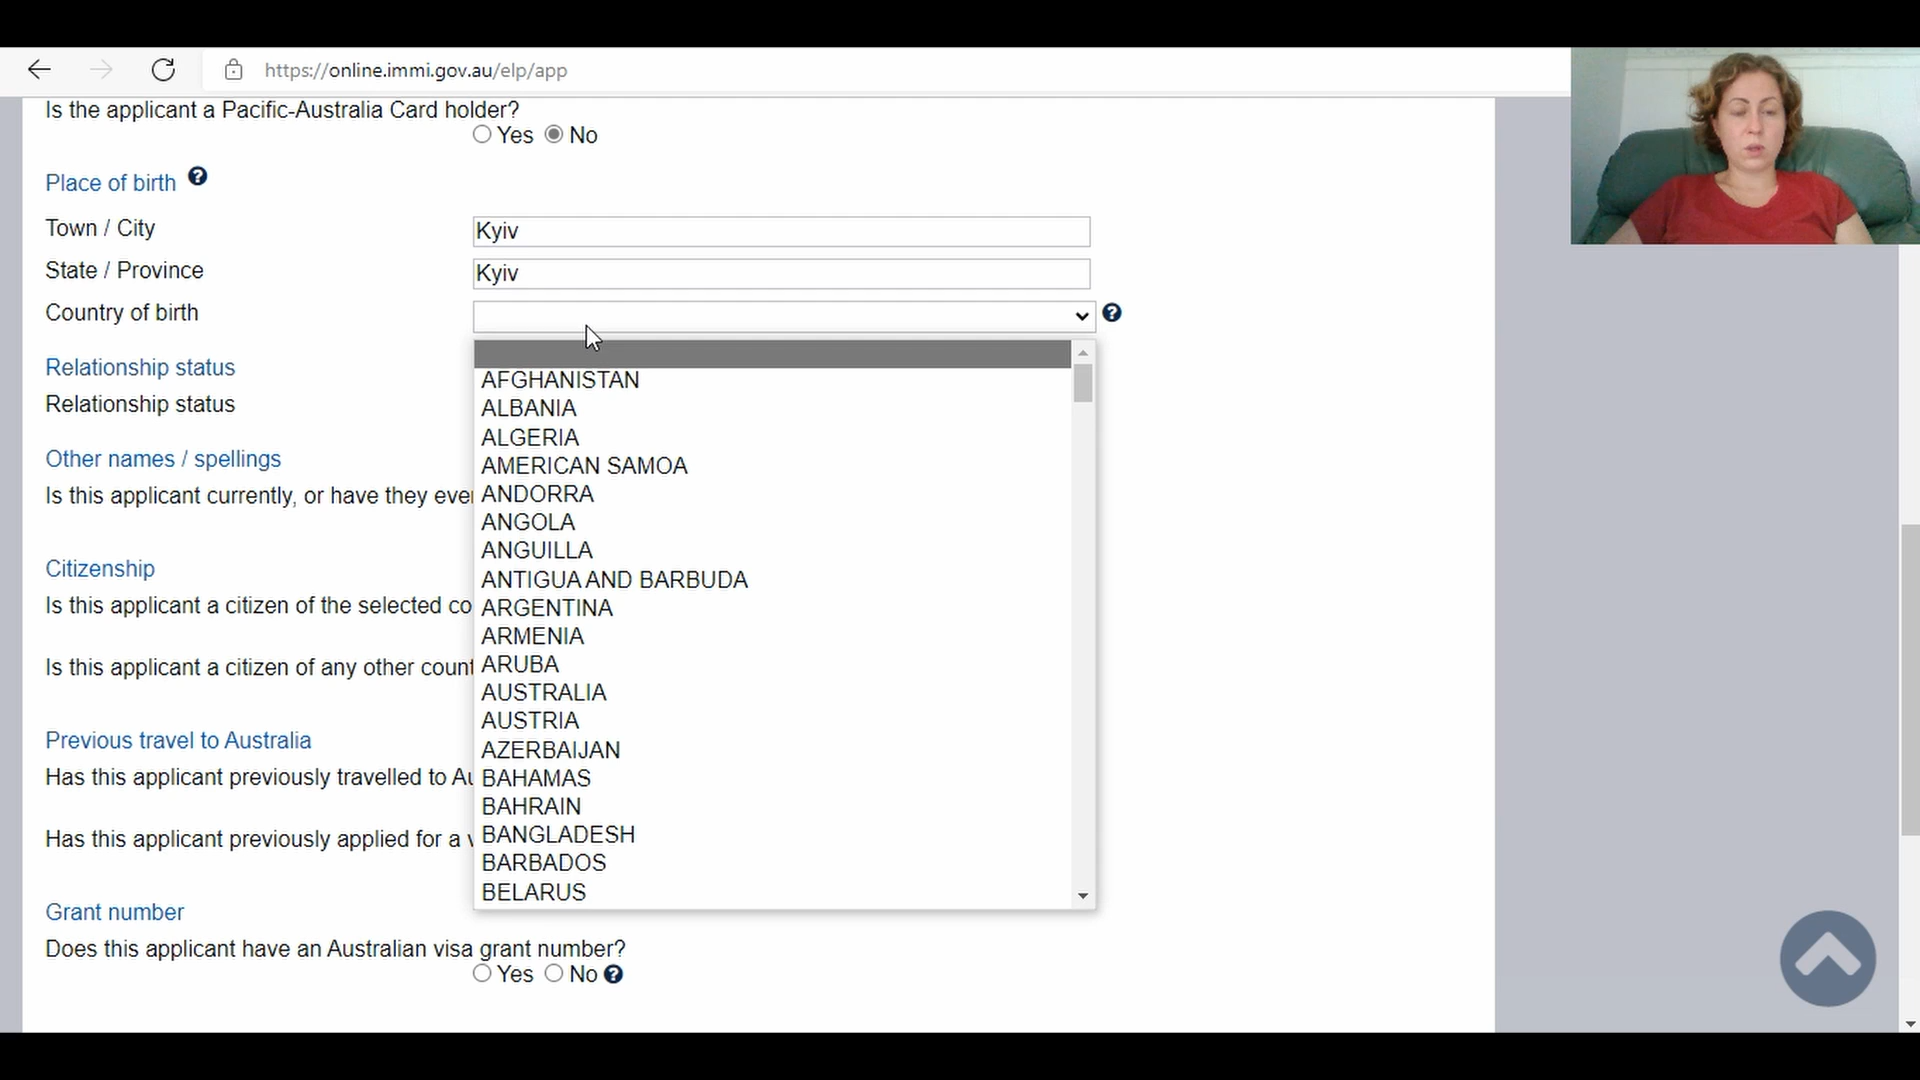 https://online.immi.gov.au/elp/app
Is the applicant a Pacific-Australia Card holder?
Yes No
Place of birth ?
Town / City Kyiv
State / Province Kyiv
Country of birth ?
Relationship status
Relationship status
Other names / spellings
Is this applicant currently, or have they ever
Citizenship
Is this applicant a citizen of the selected co
Is this applicant a citizen of any other count
Previous travel to Australia
Has this applicant previously travelled to Au
Has this applicant previously applied for a v
AFGHANISTAN
ALBANIA
ALGERIA
AMERICAN SAMOA
ANDORRA
ANGOLA
ANGUILLA
ANTIGUA AND BARBUDA
ARGENTINA
ARMENIA
ARUBA
AUSTRALIA
AUSTRIA
AZERBAIJAN
BAHAMAS
BAHRAIN
BANGLADESH
BARBADOS
BELARUS
Grant number
Does this applicant have an Australian visa grant number?
Yes No ?